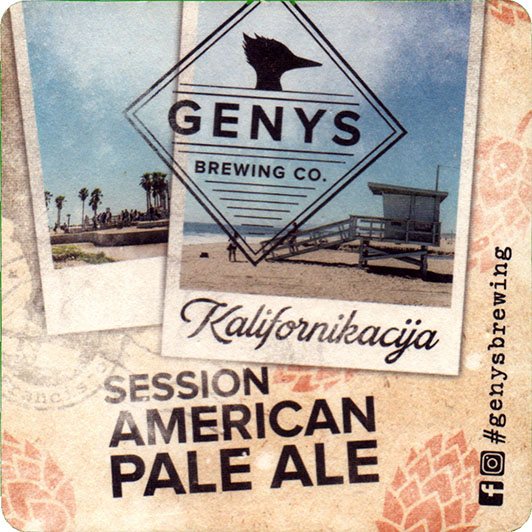 GENYS
BREWING CO.
Kalifornikacija
SESSION
AMERICAN
PALE ALE
#genysbrewing